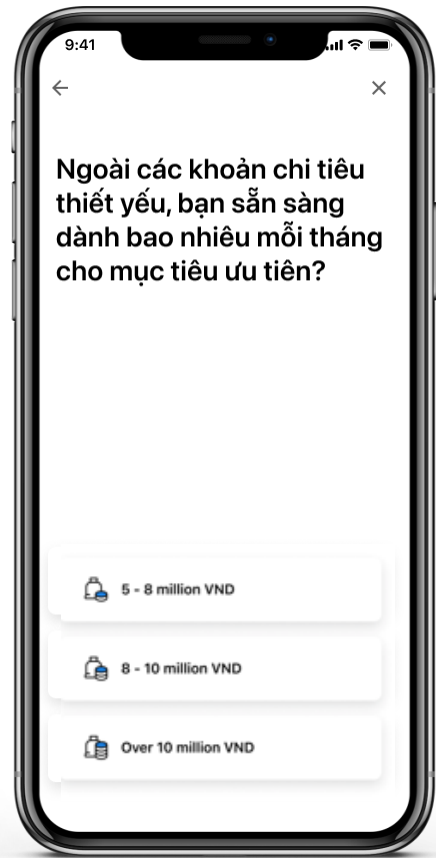 9:41
Ngoài các khoản chi tiêu
thiết yếu, bạn sẵn sàng
dành bao nhiêu mỗi tháng
cho mục tiêu ưu tiên?
5 - 8 million VND
8 - 10 million VND
Over 10 million VND